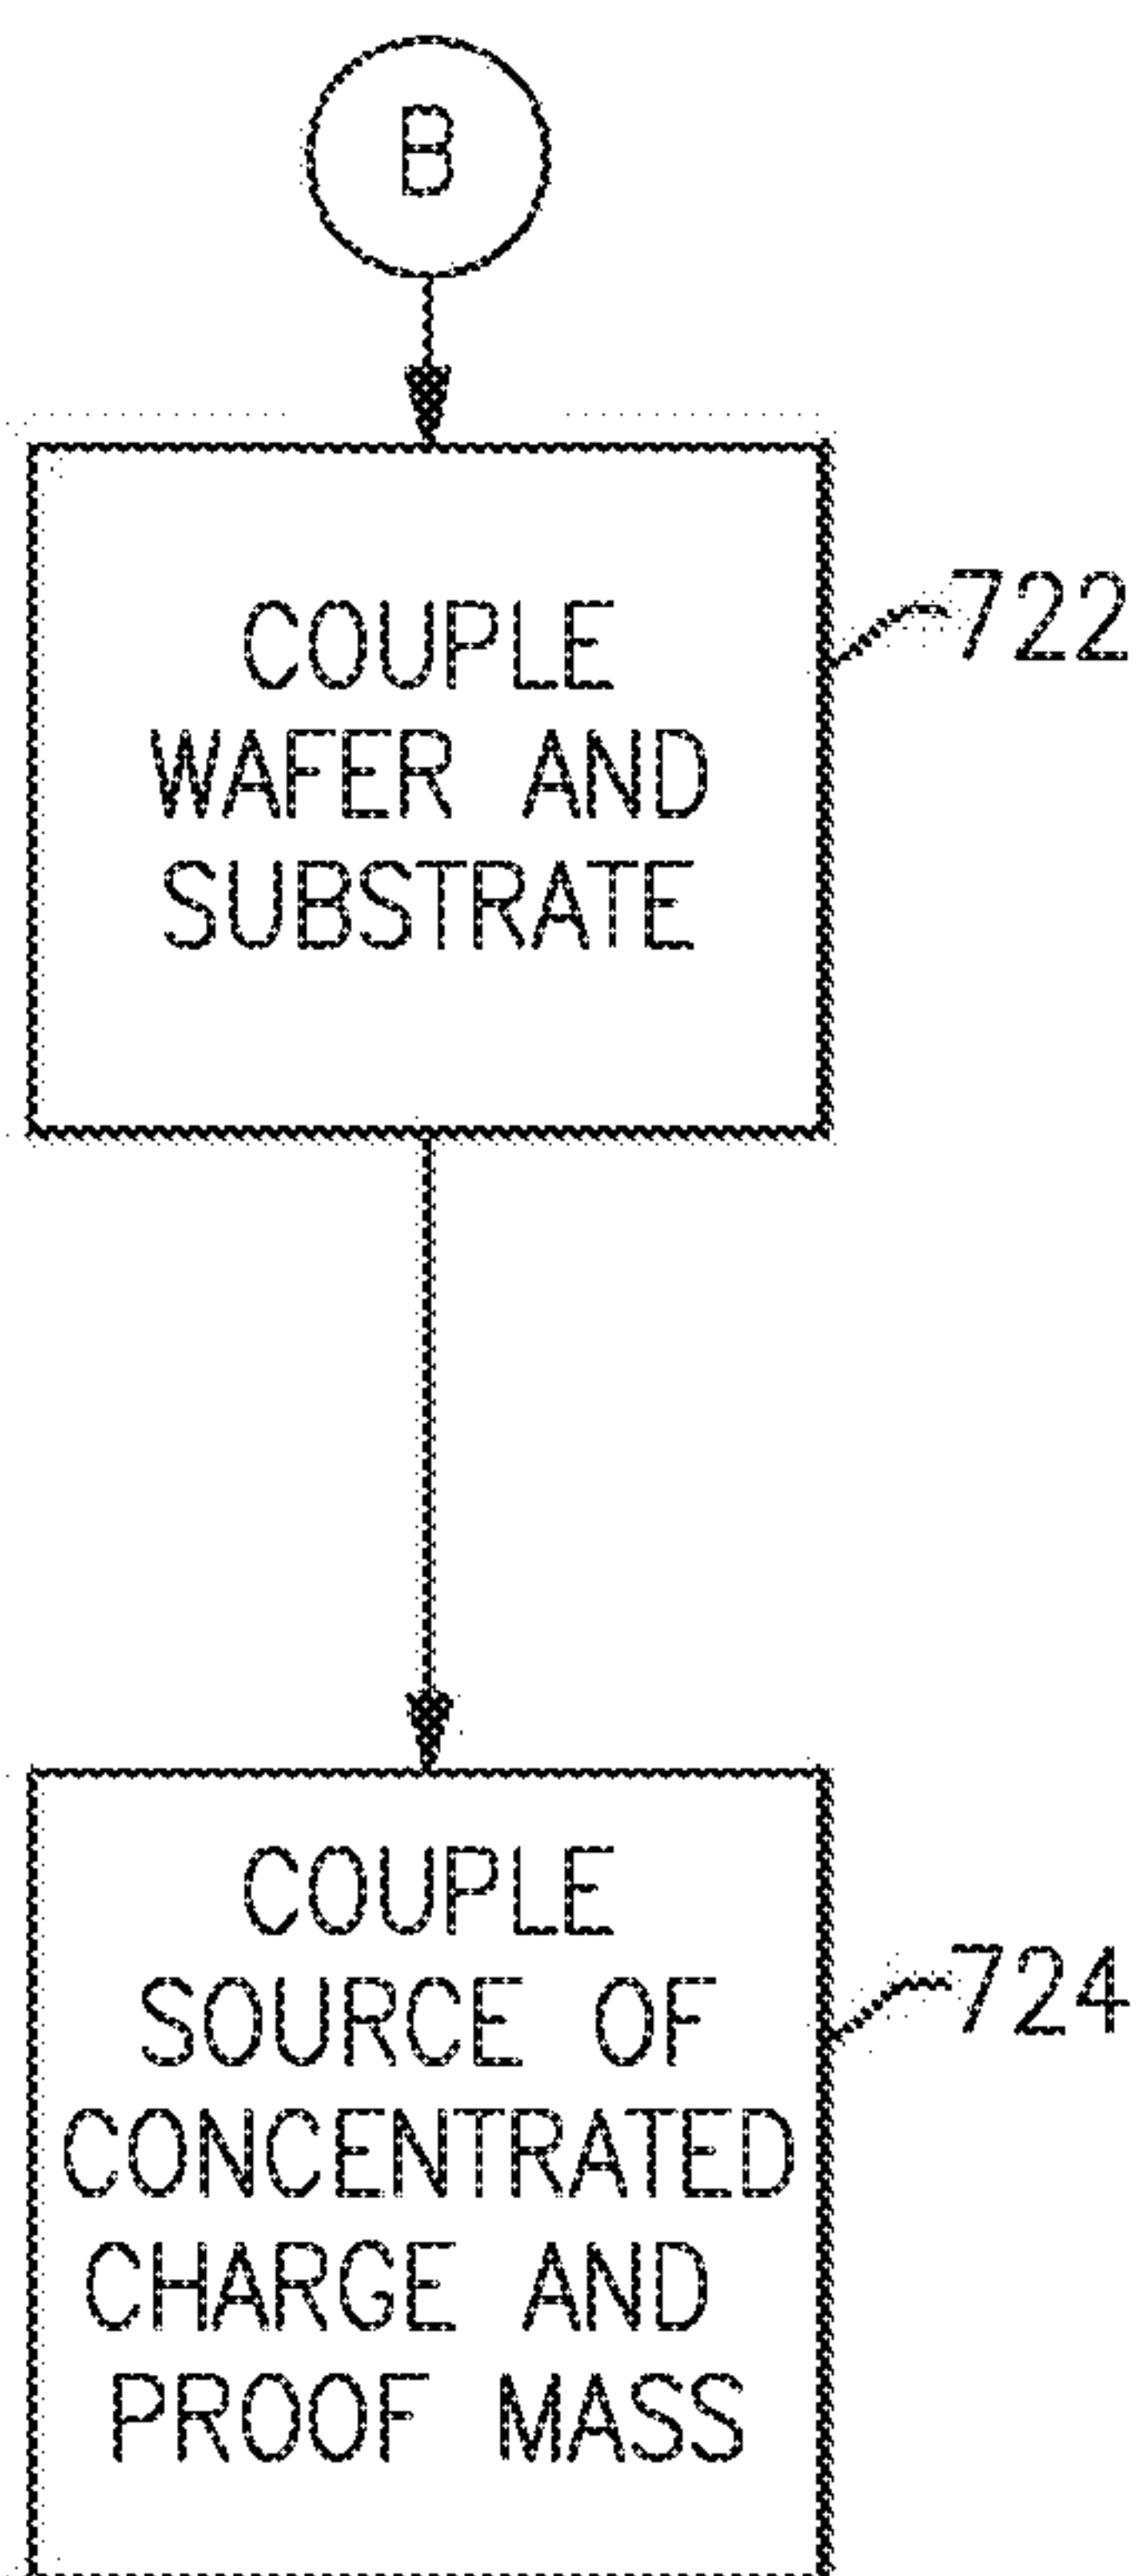 B
COUPLE
WAFER AND
SUBSTRATE
722
COUPLE
SOURCE OF
CONCENTRATED
CHARGE AND
PROOF MASS
724